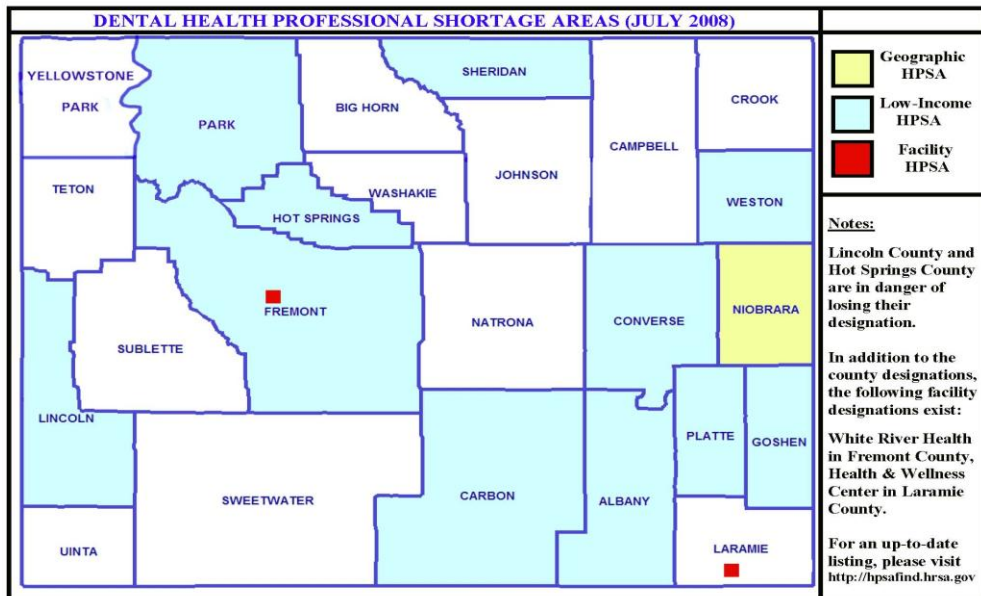 DENTAL HEALTH PROFESSIONAL SHORTAGE AREAS (JULY 2008)
YELLOWSTONE
PARK
PARK
SHERIDAN
BIG HORN
CROOK
CAMPBELL
JOHNSON
TETON
WASHAKIE
WESTON
HOT SPRINGS
FREMONT
NATRONA
CONVERSE
NIOBRARA
SUBLETTE
LINCOLN
PLATTE
GOSHEN
SWEETWATER
CARBON
ALBANY
UINTA
LARAMIE
Geographic
HPSA
Low-Income
HPSA
Facility
HPSA
Notes:
Lincoln County and
Hot Springs County
are in danger of
losing their
designation.
In addition to the
county designations,
the following facility
designations exist:
White River Health
in Fremont County,
Health & Wellness
Center in Laramie
County.
For an up-to-date
listing, please visit
http://hpsafind.hrsa.gov